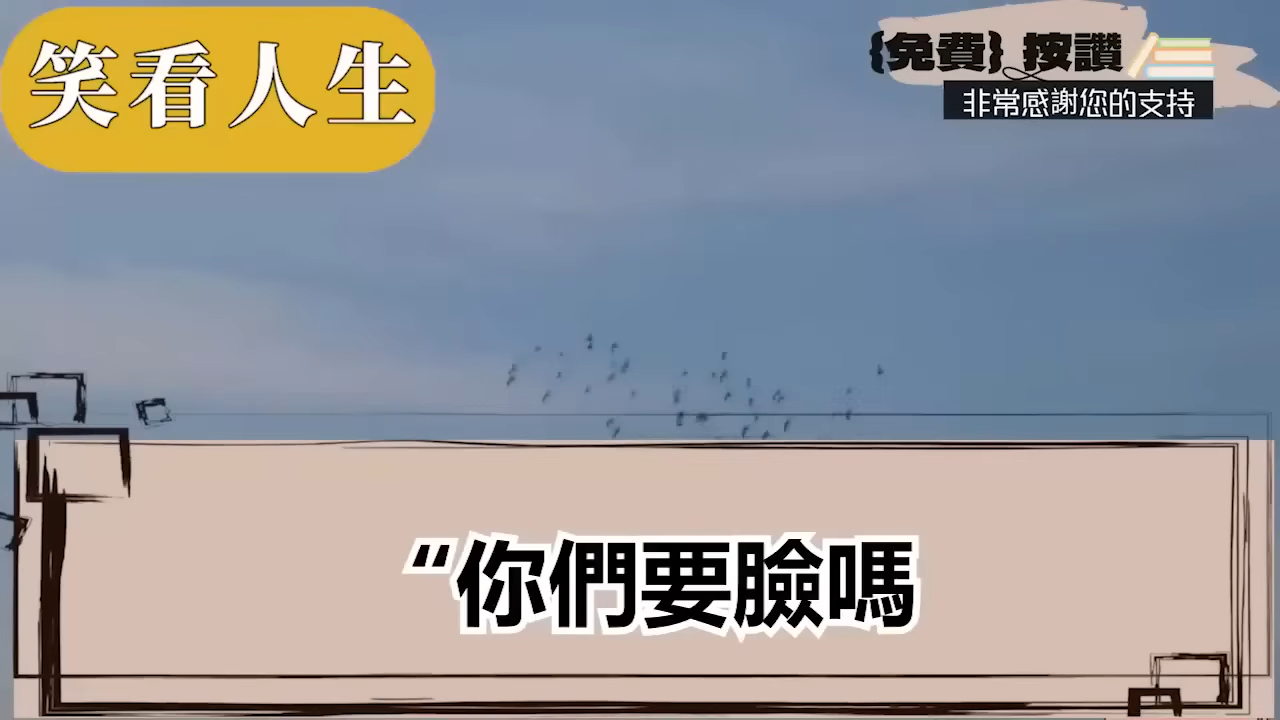 笑看人生
{免費} 按讚
非常感謝您的支持
“你們要臉嗎